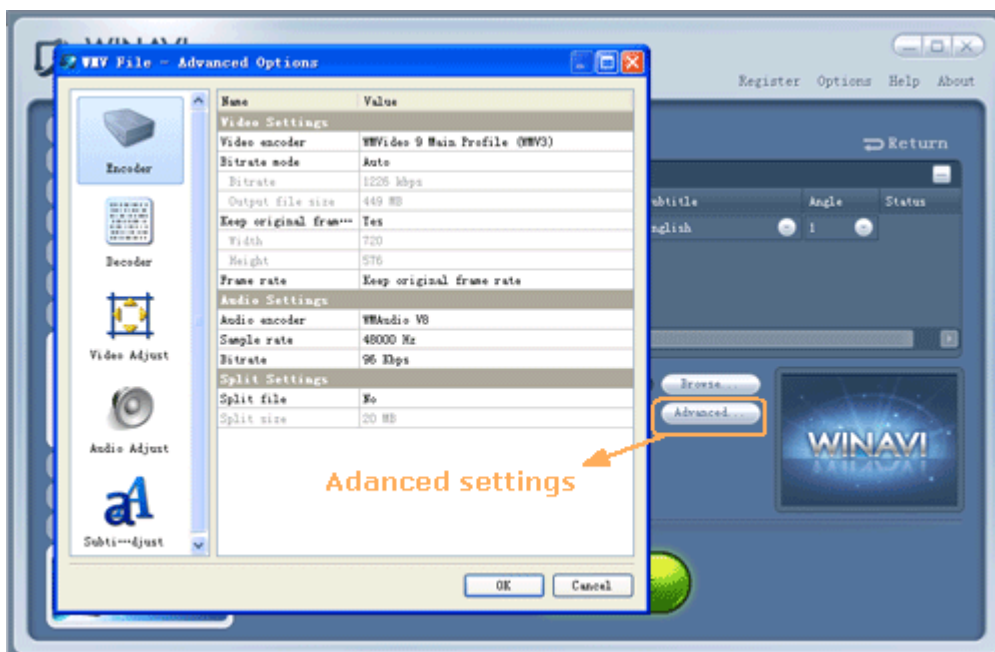 WMV File - Advanced Options
Register Options Help About
Return
Encoder
Decoder
Video Adjust
Audio Adjust
Subti···djust
Name Value
Video Settings
Video encoder WMVideo 9 Main Profile (WMV3)
Bitrate mode Auto
Bitrate 1226 kbps
Output file size 449 MB
Keep original fram··· Yes
Width 720
Height 576
Frame rate Keep original frame rate
Audio Settings
Audio encoder WMAudio V8
Sample rate 48000 Hz
Bitrate 96 Kbps
Split Settings
Split file No
Split size 20 MB
Adanced settings
OK Cancel
ubtitle Angle Status
nglish 1
Browse...
Advanced...
WINAVI